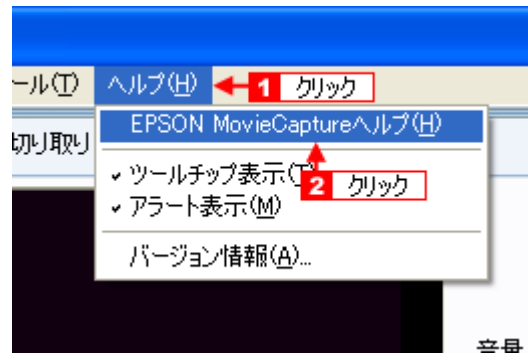 ール(T) ヘルプ(H) 1 クリック
切り取り EPSON MovieCaptureヘルプ(H)
ツールチップ表示(T) 2 クリック
アラート表示(M)
バージョン情報(A)...
音量